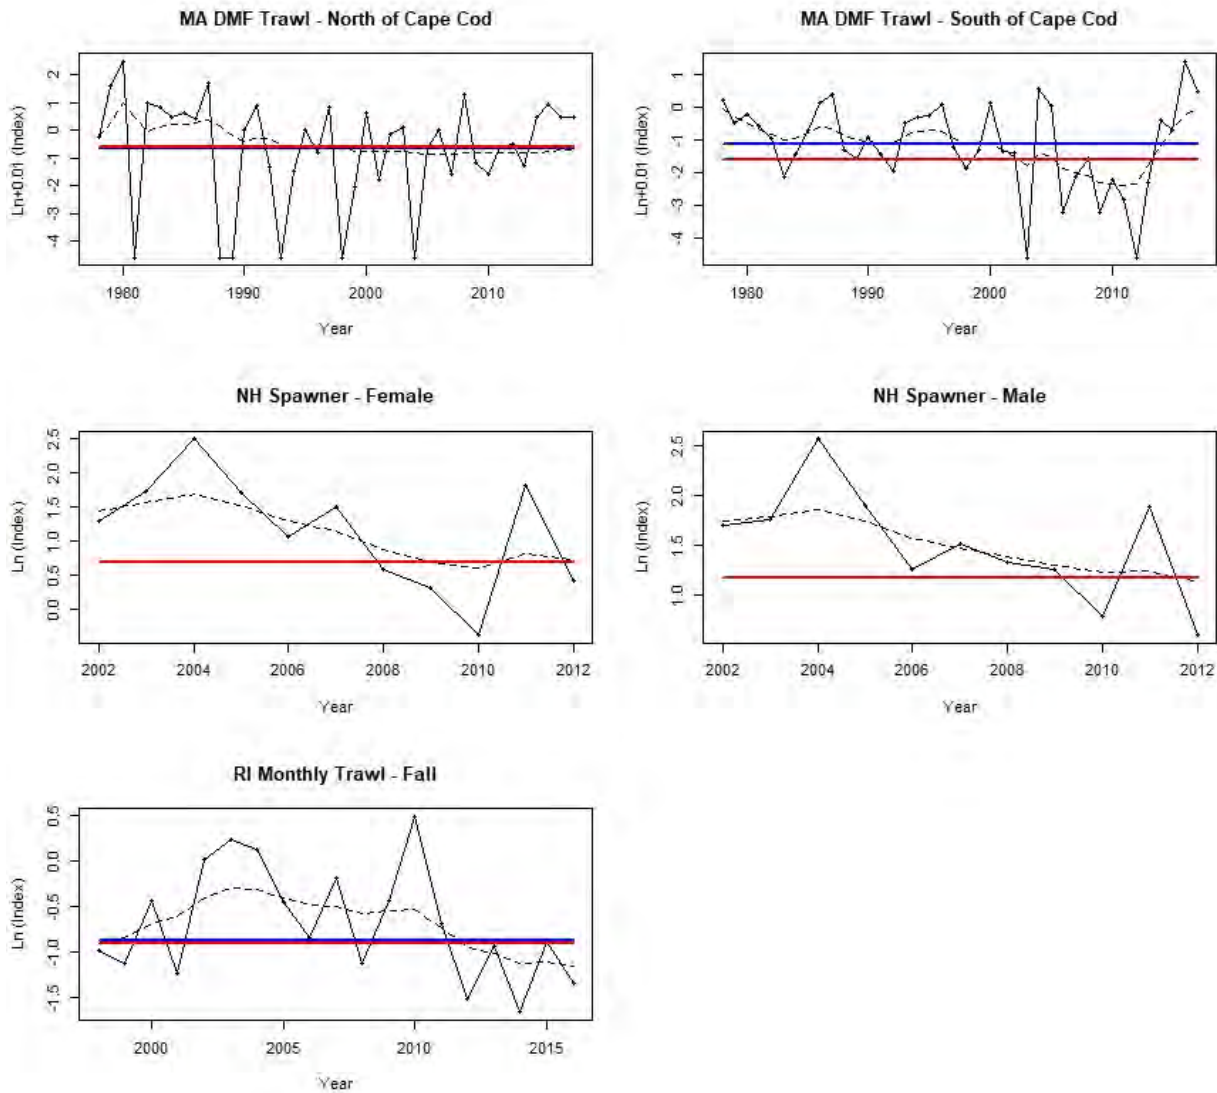 MA DMF Trawl - North of Cape Cod
Ln+0.01 (Index)
2
1
0
-1
-2
-3
-4
1980 1990 2000 2010
Year
MA DMF Trawl - South of Cape Cod
Ln+0.01 (Index)
1
0
-1
-2
-3
-4
1980 1990 2000 2010
Year
NH Spawner - Female
Ln (Index)
2.5
2.0
1.5
1.0
0.5
0.0
2002 2004 2006 2008 2010 2012
Year
NH Spawner - Male
Ln (Index)
2.5
2.0
1.5
1.0
2002 2004 2006 2008 2010 2012
Year
RI Monthly Trawl - Fall
Ln (Index)
0.5
0.0
-0.5
-1.0
-1.5
2000 2005 2010 2015
Year